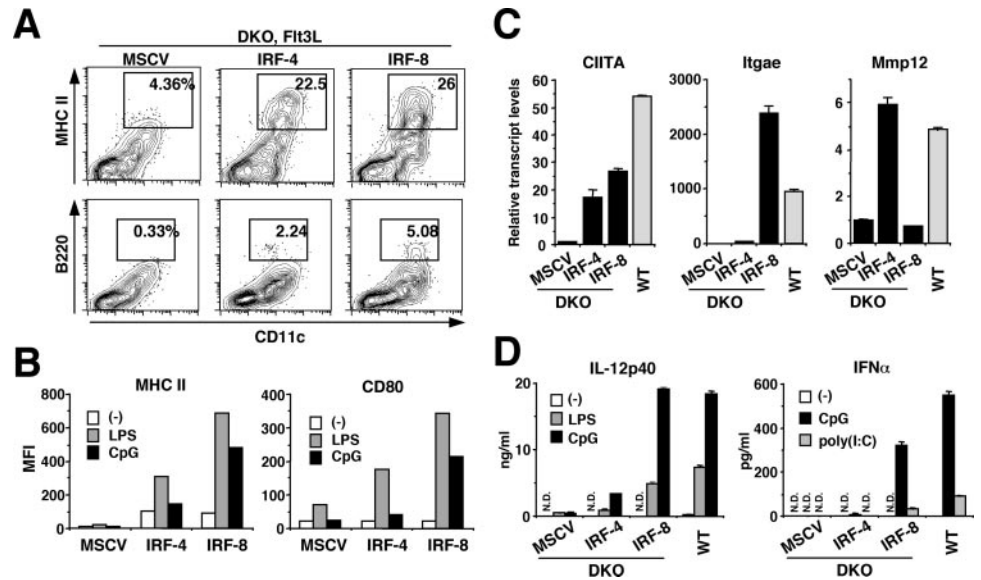 A
DKO, Flt3L
MSCV IRF-4 IRF-8
4.36% 22.5 26
MHC II
0.33% 2.24 5.08
B220
CD11c
B
MHC II
MFI
800
600
400
200
0
(-)
LPS
CpG
MSCV IRF-4 IRF-8
CD80
400
300
200
100
0
(-)
LPS
CpG
MSCV IRF-4 IRF-8
C
CIITA
Relative transcript levels
60
50
40
30
20
10
0
MSCV IRF-4 IRF-8 WT
DKO
Itgae
3000
2000
1000
0
MSCV IRF-4 IRF-8 WT
DKO
Mmp12
6
4
2
0
MSCV IRF-4 IRF-8 WT
DKO
D
IL-12p40
ng/ml
20
10
0
(-)
LPS
CpG
N.D. N.D. N.D.
MSCV IRF-4 IRF-8 WT
DKO
IFNα
pg/ml
600
400
200
0
(-)
CpG
poly(I:C)
N.D. N.D. N.D. N.D. N.D. N.D.
MSCV IRF-4 IRF-8 WT
DKO